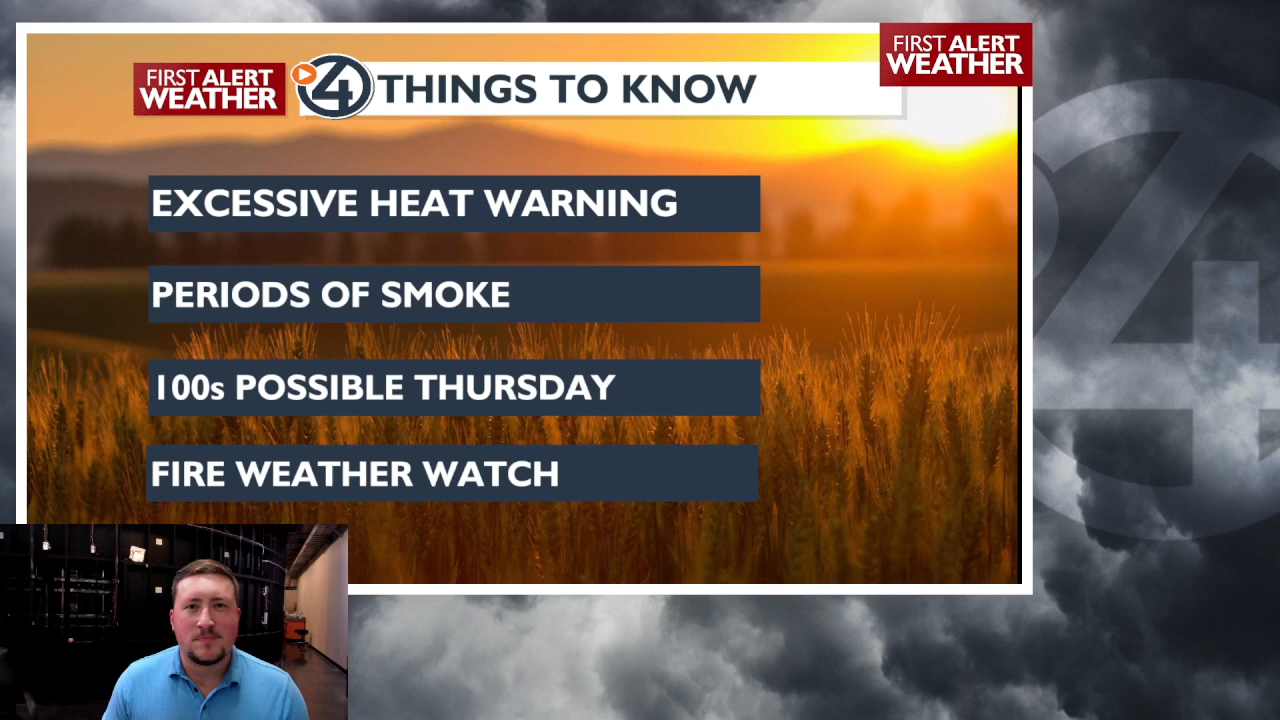 FIRST ALERT
WEATHER
4 THINGS TO KNOW
FIRST ALERT
WEATHER
EXCESSIVE HEAT WARNING
PERIODS OF SMOKE
100s POSSIBLE THURSDAY
FIRE WEATHER WATCH
4